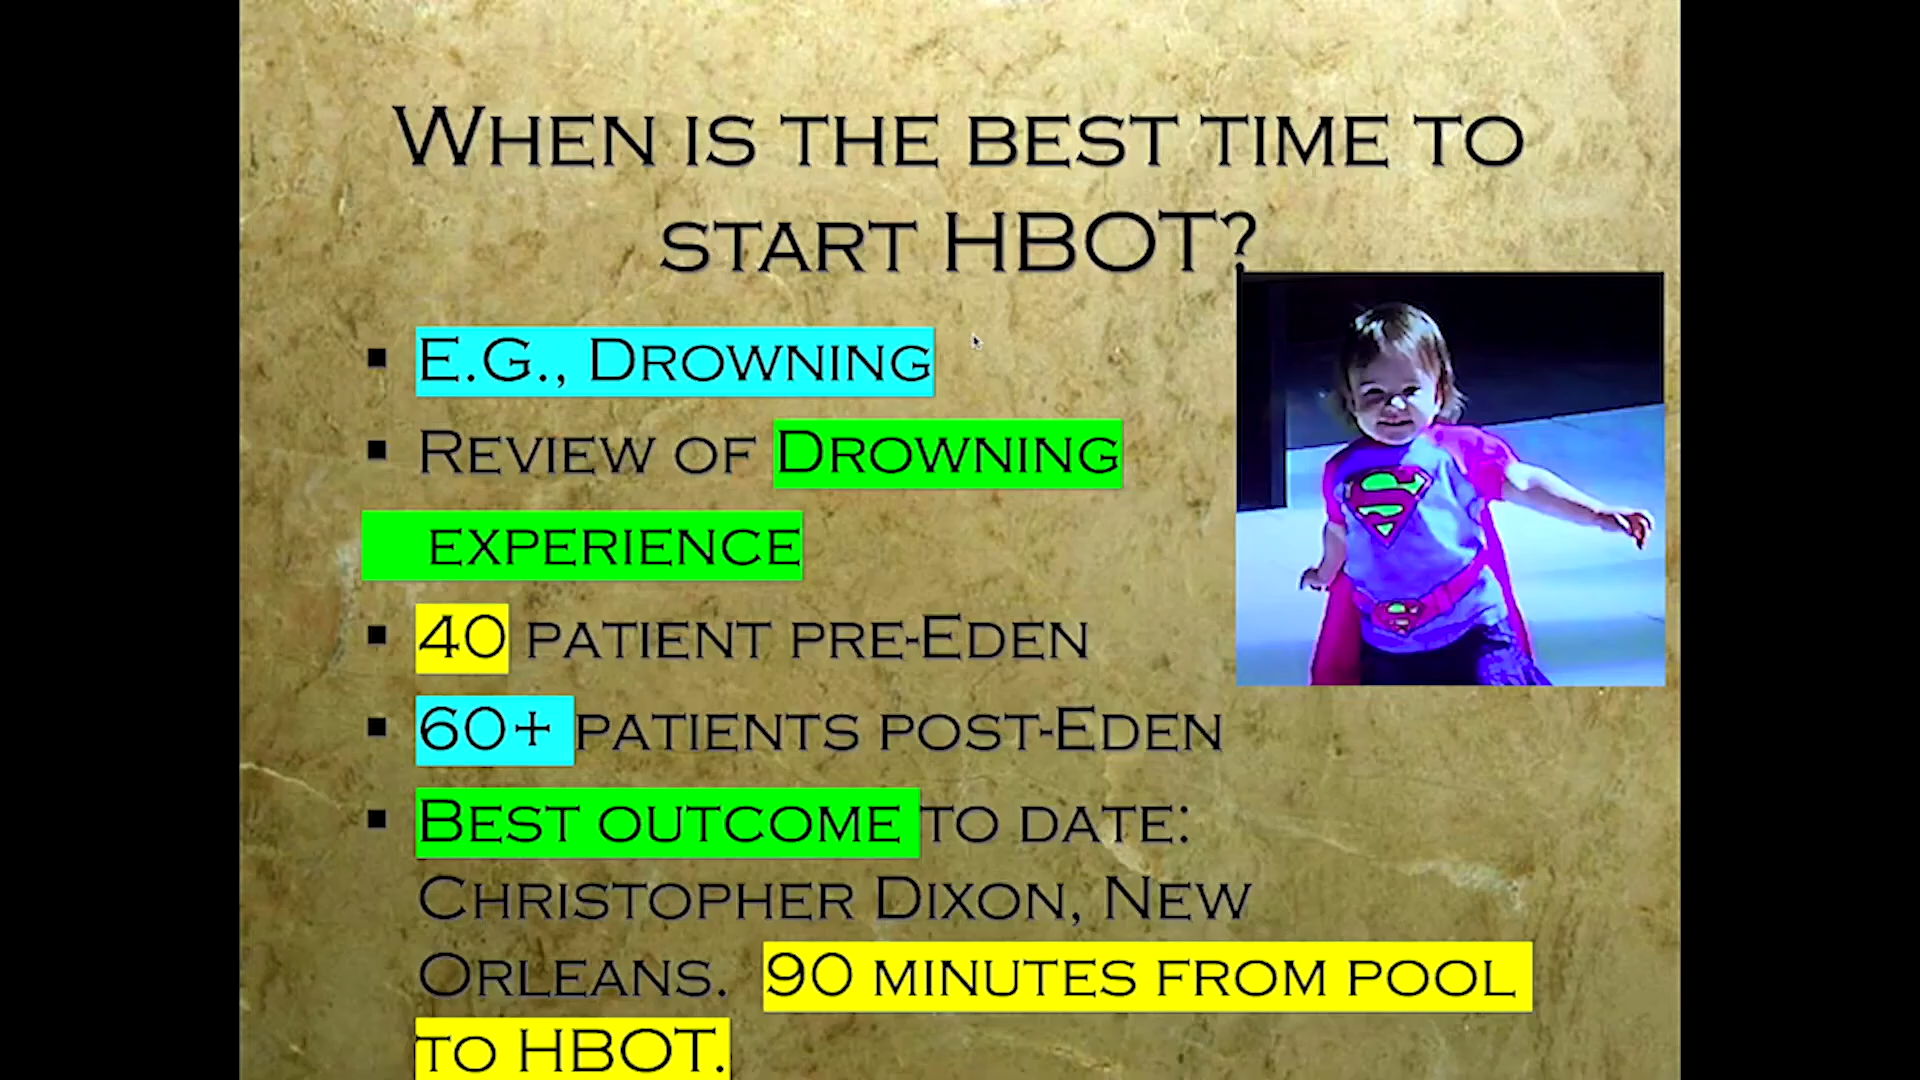 When is the best time to
start HBOT?
▪ E.g., Drowning
▪ Review of Drowning
experience
▪ 40 patient pre-Eden
▪ 60+ patients post-Eden
▪ Best outcome to date:
Christopher Dixon, New
Orleans. 90 minutes from pool
to HBOT.